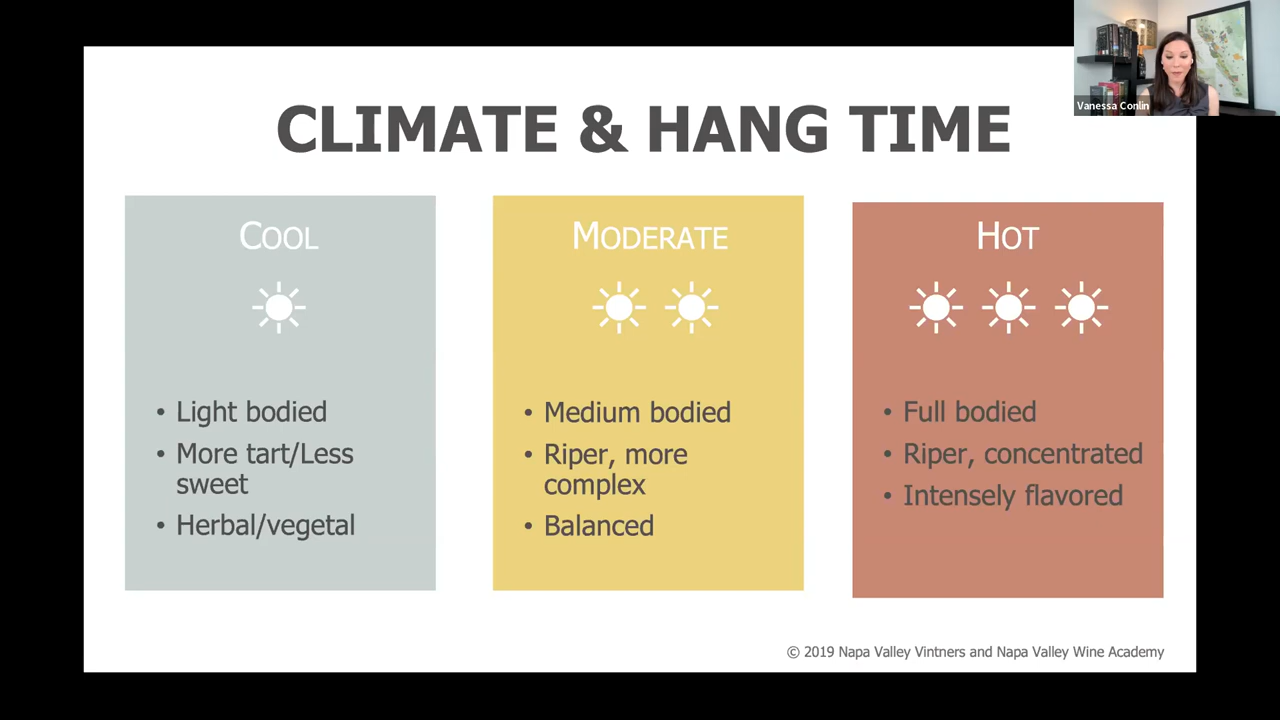 CLIMATE & HANG TIME
Vanessa Conlin
COOL
• Light bodied
• More tart/Less
sweet
• Herbal/vegetal
MODERATE
• Medium bodied
• Riper, more
complex
• Balanced
HOT
• Full bodied
• Riper, concentrated
• Intensely flavored
© 2019 Napa Valley Vintners and Napa Valley Wine Academy